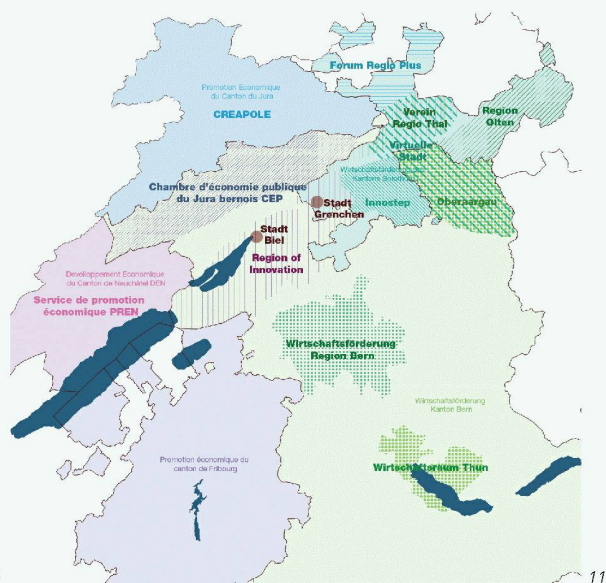 Forum Regio Plus
Promotion Economique
du Canton du Jura
CREAPOLE
Verein
Regio Thal
Region
Olten
Virtuelle
Stadt
Wirtschaftsförderung des
Kantons Solothurn
Chambre d'économie publique
du Jura bernois CEP
Innostep
Oberaargau
Stadt
Grenchen
Stadt
Biel
Region of
Innovation
Developpement Economique
du Canton de Neuchâtel DEN
Service de promotion
économique PREN
Wirtschaftsförderung
Region Bern
Wirtschaftsförderung
Kanton Bern
Promotion économique du
canton de Fribourg
Wirtschaftsraum Thun
11